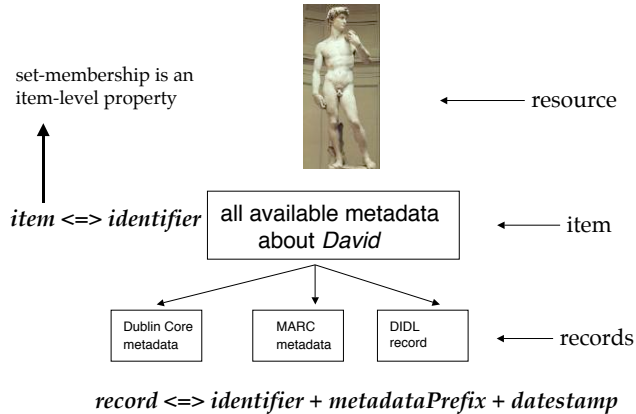 set-membership is an
item-level property
resource
item <=> identifier
all available metadata
about David
item
Dublin Core
metadata
MARC
metadata
DIDL
record
records
record <=> identifier + metadataPrefix + datestamp